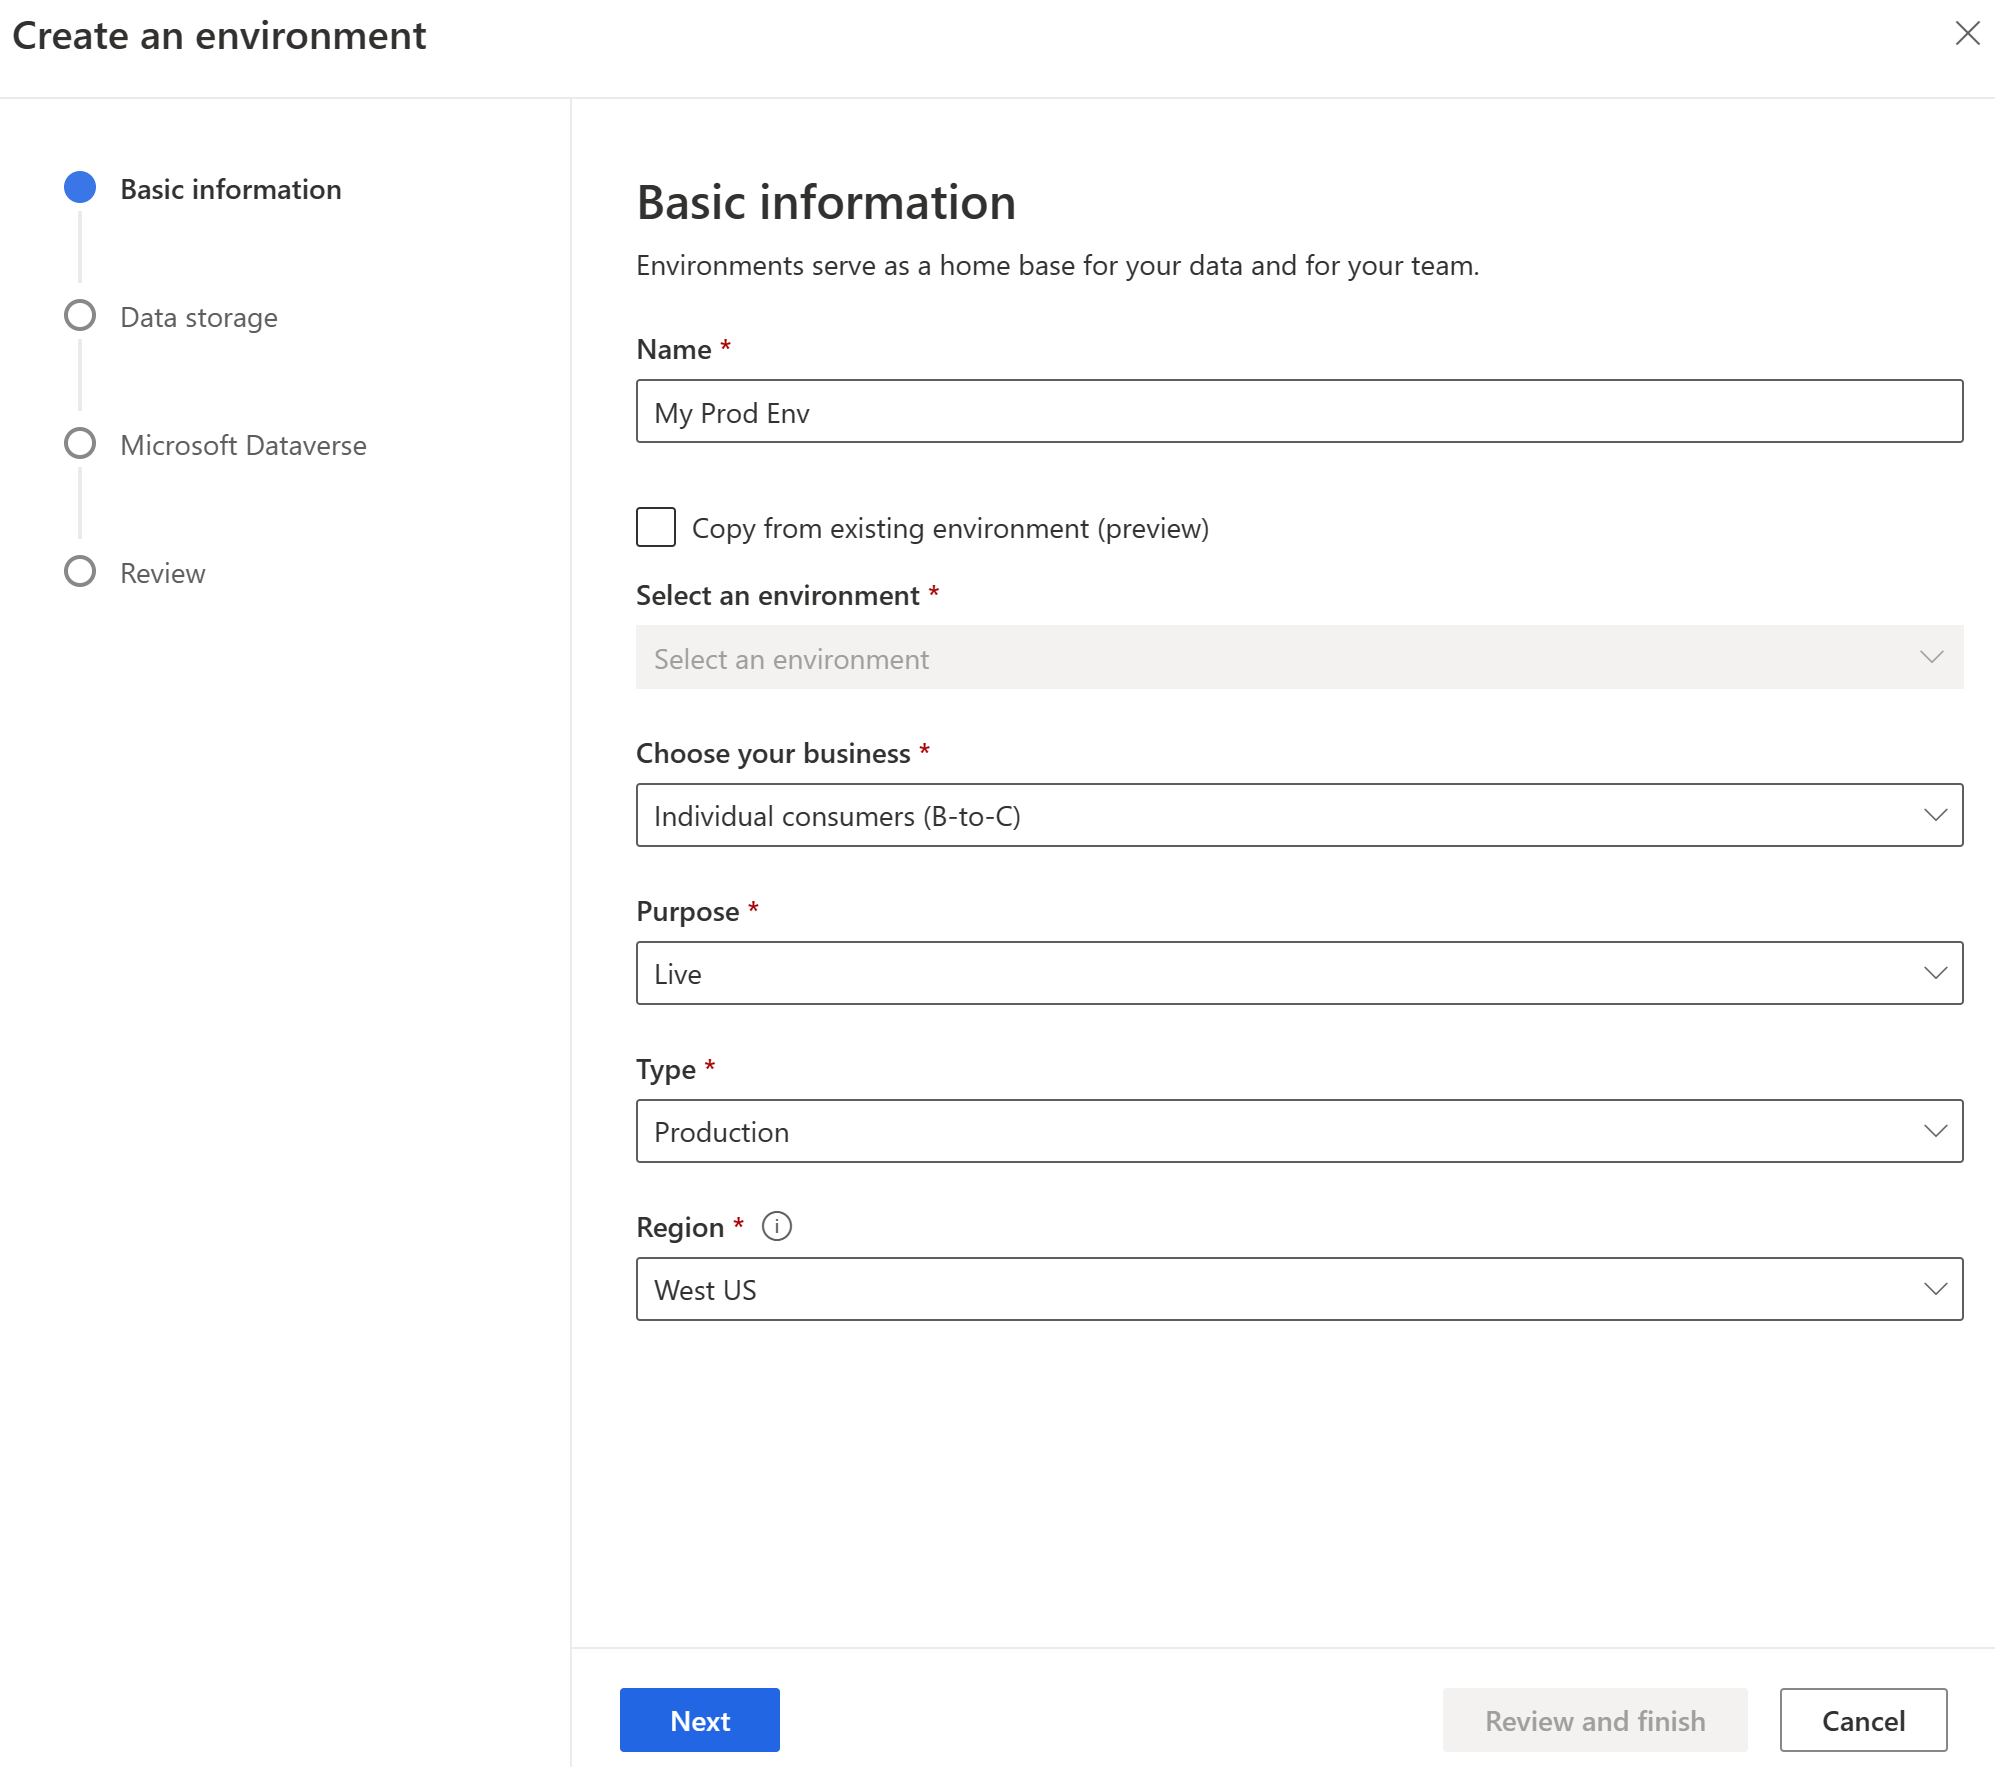 Create an environment
Basic information
Data storage
Microsoft Dataverse
Review
Basic information
Environments serve as a home base for your data and for your team.
Name *
My Prod Env
Copy from existing environment (preview)
Select an environment *
Select an environment
Choose your business *
Individual consumers (B-to-C)
Purpose *
Live
Type *
Production
Region *
West US
Next
Review and finish
Cancel